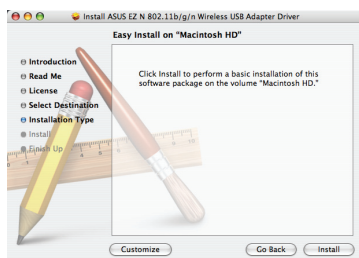 Install ASUS EZ N 802.11b/g/n Wireless USB Adapter Driver
Easy Install on “Macintosh HD”
Introduction
Read Me
License
Select Destination
Installation Type
Install
Finish Up
Click Install to perform a basic installation of this
software package on the volume “Macintosh HD.”
Customize
Go Back
Install